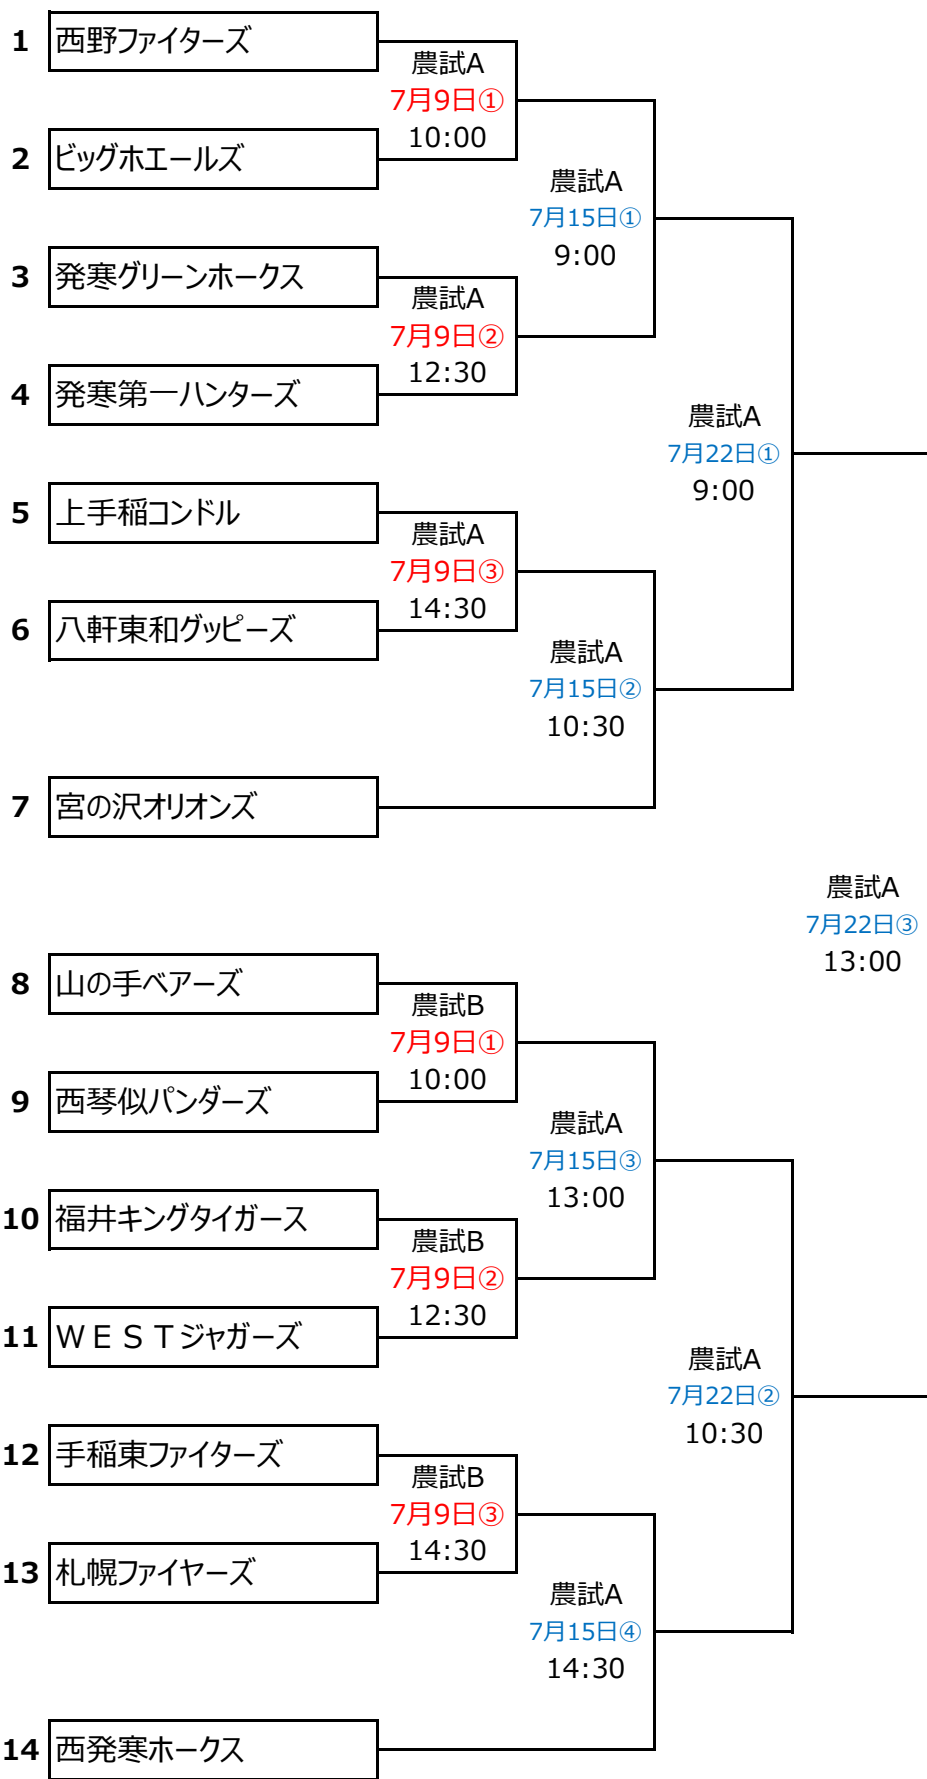 1 西野ファイターズ
農試A
7月9日①
10:00
2 ビッグホエールズ
農試A
7月15日①
9:00
3 発寒グリーンホークス
農試A
7月9日②
12:30
4 発寒第一ハンターズ
農試A
7月22日①
9:00
5 上手稲コンドル
農試A
7月9日③
14:30
6 八軒東和グッピーズ
農試A
7月15日②
10:30
7 宮の沢オリオンズ
農試A
7月22日③
13:00
8 山の手ベアーズ
農試B
7月9日①
10:00
9 西琴似パンダーズ
農試A
7月15日③
13:00
10 福井キングタイガース
農試B
7月9日②
12:30
11 ＷＥＳＴジャガーズ
農試A
7月22日②
10:30
12 手稲東ファイターズ
農試B
7月9日③
14:30
13 札幌ファイヤーズ
農試A
7月15日④
14:30
14 西発寒ホークス